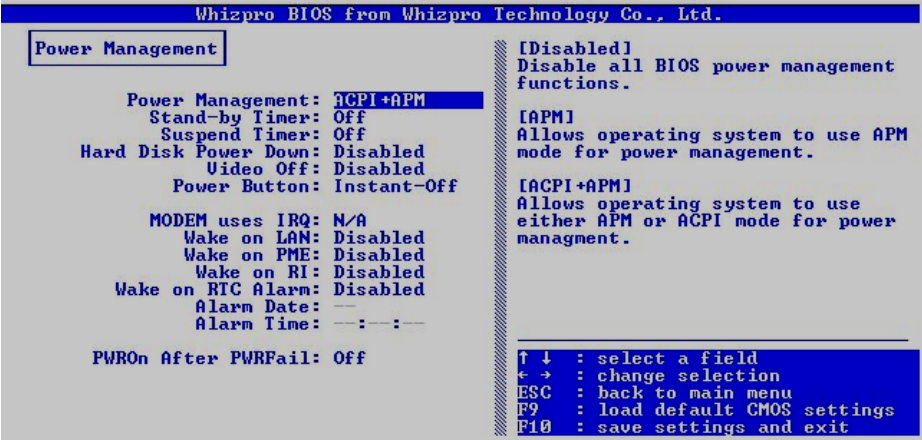 Whizpro BIOS from Whizpro Technology Co., Ltd.
Power Management
Power Management: ACPI+APM
Stand-by Timer: Off
Suspend Timer: Off
Hard Disk Power Down: Disabled
Video Off: Disabled
Power Button: Instant-Off
MODEM uses IRQ: N/A
Wake on LAN: Disabled
Wake on PME: Disabled
Wake on RI: Disabled
Wake on RTC Alarm: Disabled
Alarm Date: --
Alarm Time: --:--:--
PWROn After PWRFail: Off
[Disabled]
Disable all BIOS power management
functions.
[APM]
Allows operating system to use APM
mode for power management.
[ACPI+APM]
Allows operating system to use
either APM or ACPI mode for power
managment.
↑ ↓ : select a field
← → : change selection
ESC : back to main menu
F9 : load default CMOS settings
F10 : save settings and exit